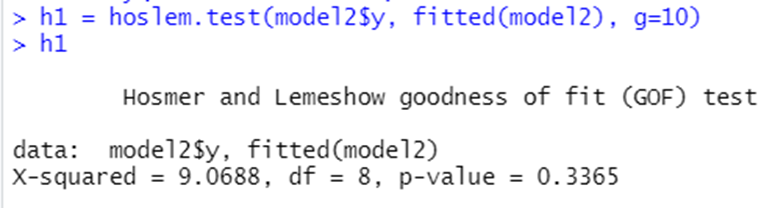 > h1 = hoslem.test(model2$y, fitted(model2), g=10)
> h1
Hosmer and Lemeshow goodness of fit (GOF) test
data:  model2$y, fitted(model2)
X-squared = 9.0688, df = 8, p-value = 0.3365